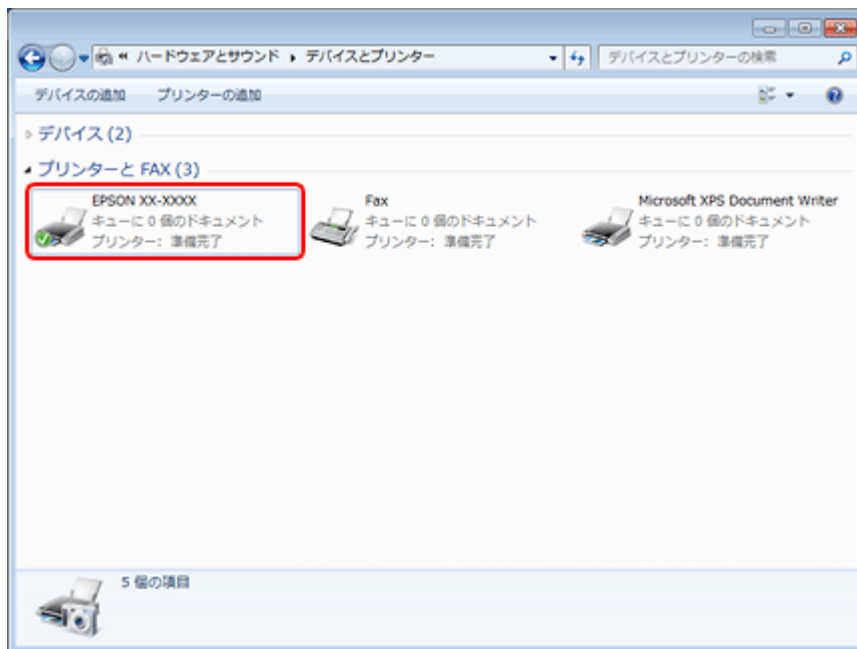 « ハードウェアとサウンド ▸ デバイスとプリンター
デバイスとプリンターの検索
デバイスの追加 プリンターの追加
デバイス (2)
プリンターと FAX (3)
EPSON XX-XXXX
キューに 0 個のドキュメント
プリンター: 準備完了
Fax
キューに 0 個のドキュメント
プリンター: 準備完了
Microsoft XPS Document Writer
キューに 0 個のドキュメント
プリンター: 準備完了
5 個の項目